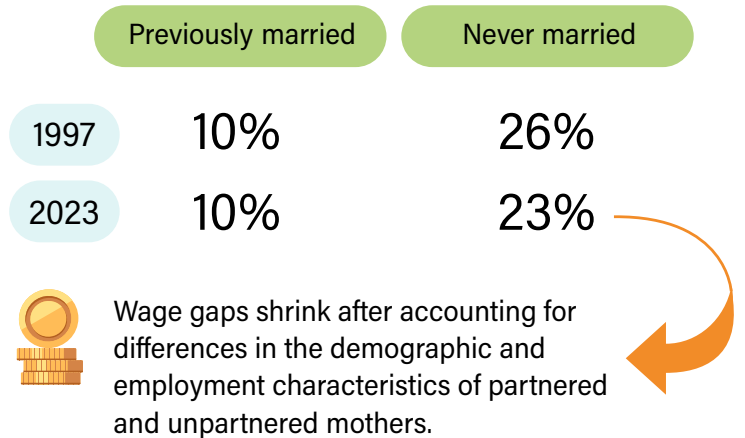 Previously married Never married
1997 10% 26%
2023 10% 23%
Wage gaps shrink after accounting for
differences in the demographic and
employment characteristics of partnered
and unpartnered mothers.